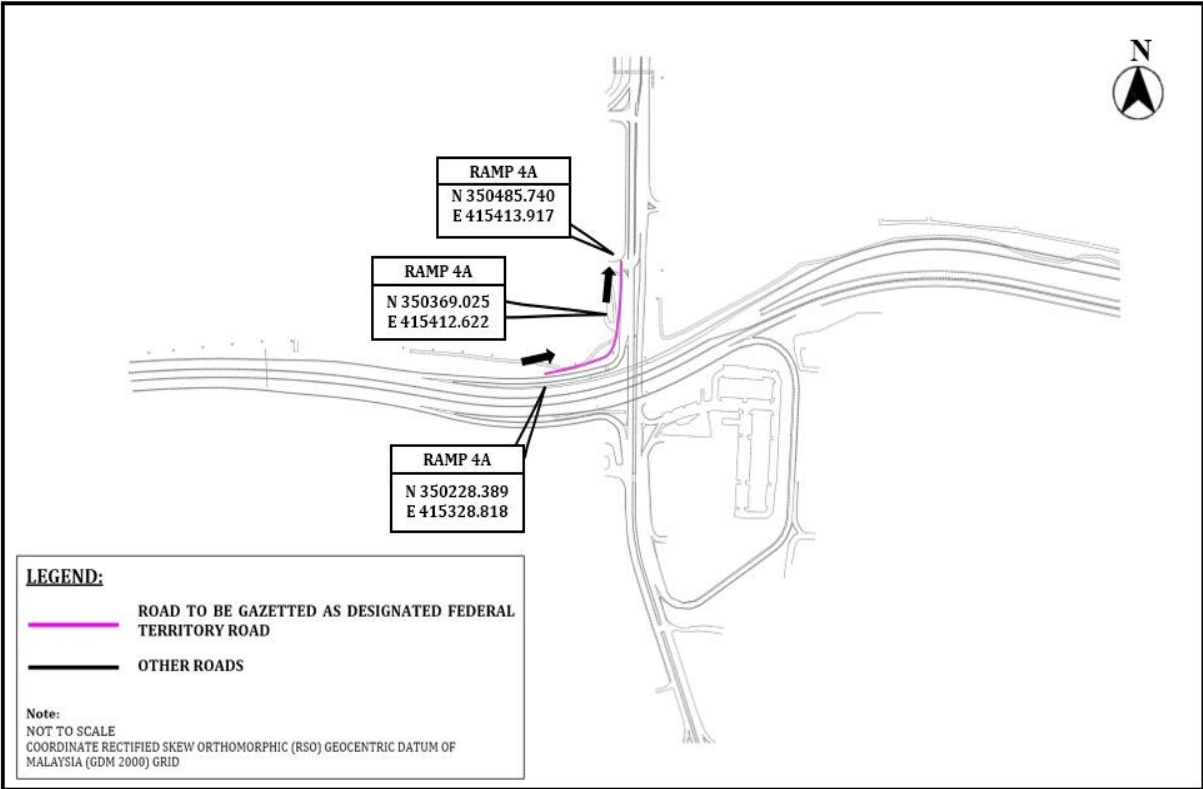 N
RAMP 4A
N 350485.740
E 415413.917
RAMP 4A
N 350369.025
E 415412.622
RAMP 4A
N 350228.389
E 415328.818
LEGEND:
ROAD TO BE GAZETTED AS DESIGNATED FEDERAL
TERRITORY ROAD
OTHER ROADS
Note:
NOT TO SCALE
COORDINATE RECTIFIED SKEW ORTHOMORPHIC (RSO) GEOCENTRIC DATUM OF
MALAYSIA (GDM 2000) GRID